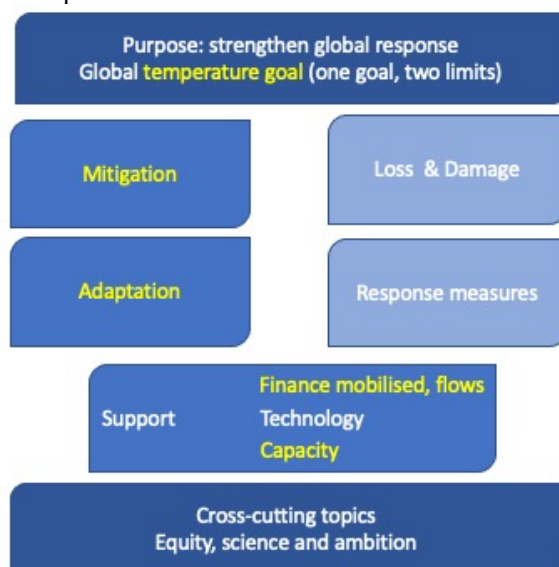 Purpose: strengthen global response
Global temperature goal (one goal, two limits)
Mitigation
Loss & Damage
Adaptation
Response measures
Finance mobilised, flows
Support Technology
Capacity
Cross-cutting topics
Equity, science and ambition